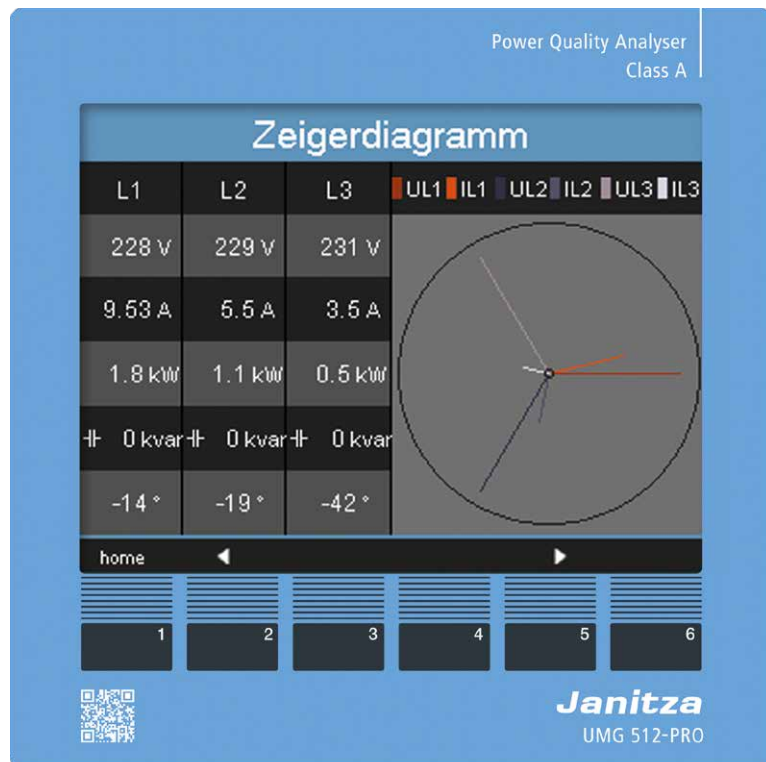 Power Quality Analyser
Class A
Zeigerdiagramm
L1 L2 L3 UL1 IL1 UL2 IL2 UL3 IL3
228 V 229 V 231 V
9.53 A 5.5 A 3.5 A
1.8 kW 1.1 kW 0.5 kW
0 kvar 0 kvar 0 kvar
-14 ° -19 ° -42 °
home
1 2 3 4 5 6
Janitza
UMG 512-PRO